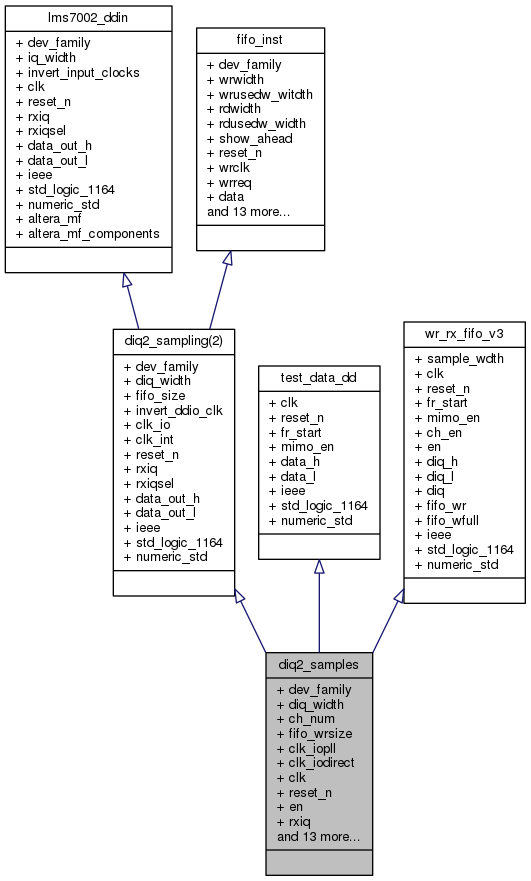 lms7002_ddin
+ dev_family
+ iq_width
+ invert_input_clocks
+ clk
+ reset_n
+ rxiq
+ rxiqsel
+ data_out_h
+ data_out_l
+ ieee
+ std_logic_1164
+ numeric_std
+ altera_mf
+ altera_mf_components
fifo_inst
+ dev_family
+ wrwidth
+ wrusedw_witdth
+ rdwidth
+ rdusedw_width
+ show_ahead
+ reset_n
+ wrclk
+ wrreq
+ data
and 13 more...
diq2_sampling(2)
+ dev_family
+ diq_width
+ fifo_size
+ invert_ddio_clk
+ clk_io
+ clk_int
+ reset_n
+ rxiq
+ rxiqsel
+ data_out_h
+ data_out_l
+ ieee
+ std_logic_1164
+ numeric_std
test_data_dd
+ clk
+ reset_n
+ fr_start
+ mimo_en
+ data_h
+ data_l
+ ieee
+ std_logic_1164
+ numeric_std
wr_rx_fifo_v3
+ sample_wdth
+ clk
+ reset_n
+ fr_start
+ mimo_en
+ ch_en
+ en
+ diq_h
+ diq_l
+ diq
+ fifo_wr
+ fifo_wfull
+ ieee
+ std_logic_1164
+ numeric_std
diq2_samples
+ dev_family
+ diq_width
+ ch_num
+ fifo_wrsize
+ clk_iopll
+ clk_iodirect
+ clk
+ reset_n
+ en
+ rxiq
and 13 more...